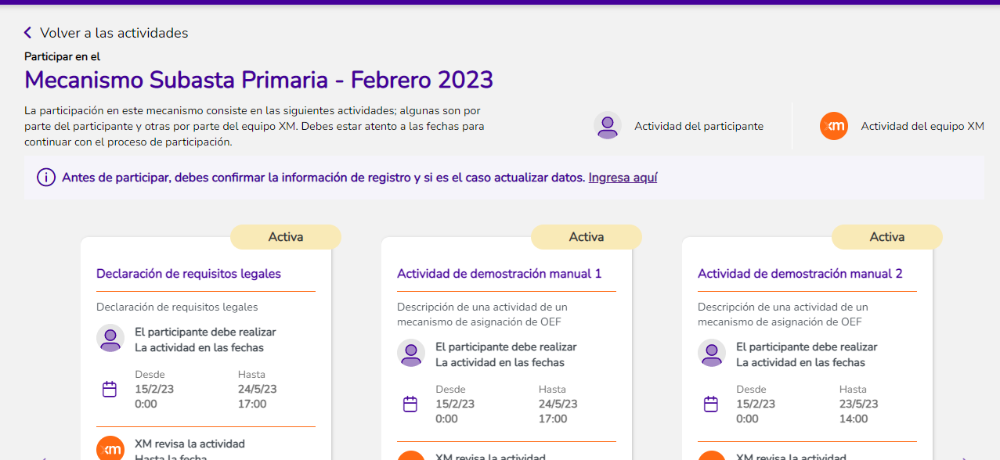 Volver a las actividades
Participar en el
Mecanismo Subasta Primaria - Febrero 2023
La participación en este mecanismo consiste en las siguientes actividades; algunas son por
parte del participante y otras por parte del equipo XM. Debes estar atento a las fechas para
continuar con el proceso de participación.
Actividad del participante
xm
Actividad del equipo XM
Antes de participar, debes confirmar la información de registro y si es el caso actualizar datos. Ingresa aquí
Activa
Declaración de requisitos legales
Declaración de requisitos legales
El participante debe realizar
La actividad en las fechas
Desde
15/2/23
0:00
Hasta
24/5/23
17:00
xm
XM revisa la actividad
Hasta la fecha
Activa
Actividad de demostración manual 1
Descripción de una actividad de un
mecanismo de asignación de OEF
El participante debe realizar
La actividad en las fechas
Desde
15/2/23
0:00
Hasta
24/5/23
17:00
XM revisa la actividad
Activa
Actividad de demostración manual 2
Descripción de una actividad de un
mecanismo de asignación de OEF
El participante debe realizar
La actividad en las fechas
Desde
15/2/23
0:00
Hasta
23/5/23
14:00
XM revisa la actividad